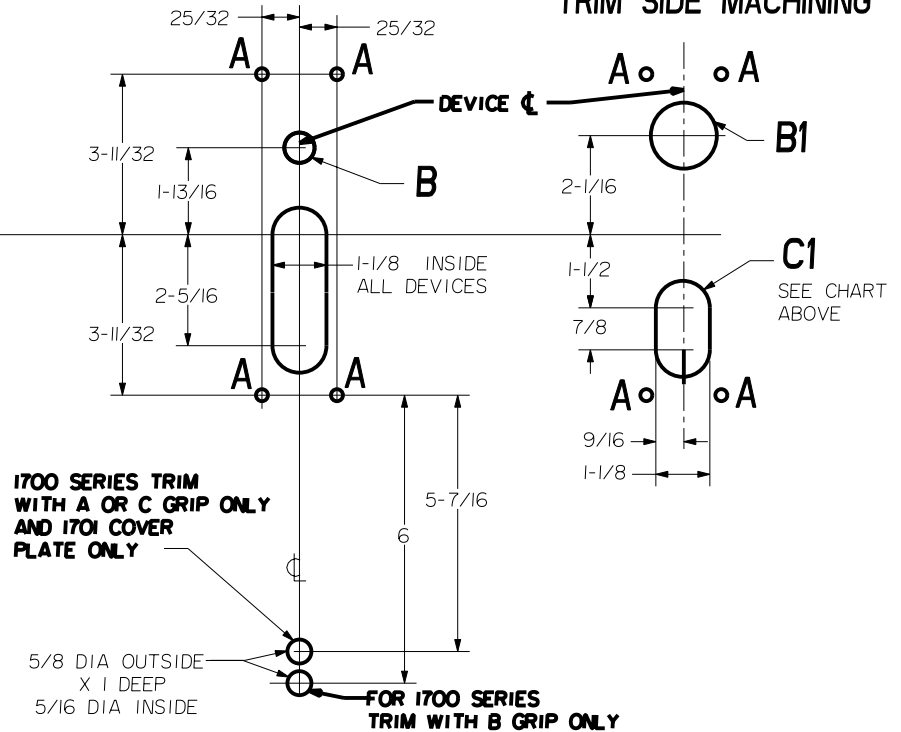 TRIM SIDE MACHINING
25/32
25/32
A
A
A
A
DEVICE ℄
3-11/32
B1
1-13/16
B
2-1/16
1-1/8 INSIDE
ALL DEVICES
C1
1-1/2
SEE CHART
ABOVE
2-5/16
3-11/32
7/8
A
A
A
A
9/16
1-1/8
1700 SERIES TRIM
WITH A OR C GRIP ONLY
AND 1701 COVER
PLATE ONLY
5-7/16
6
℄
5/8 DIA OUTSIDE
X 1 DEEP
5/16 DIA INSIDE
FOR 1700 SERIES
TRIM WITH B GRIP ONLY